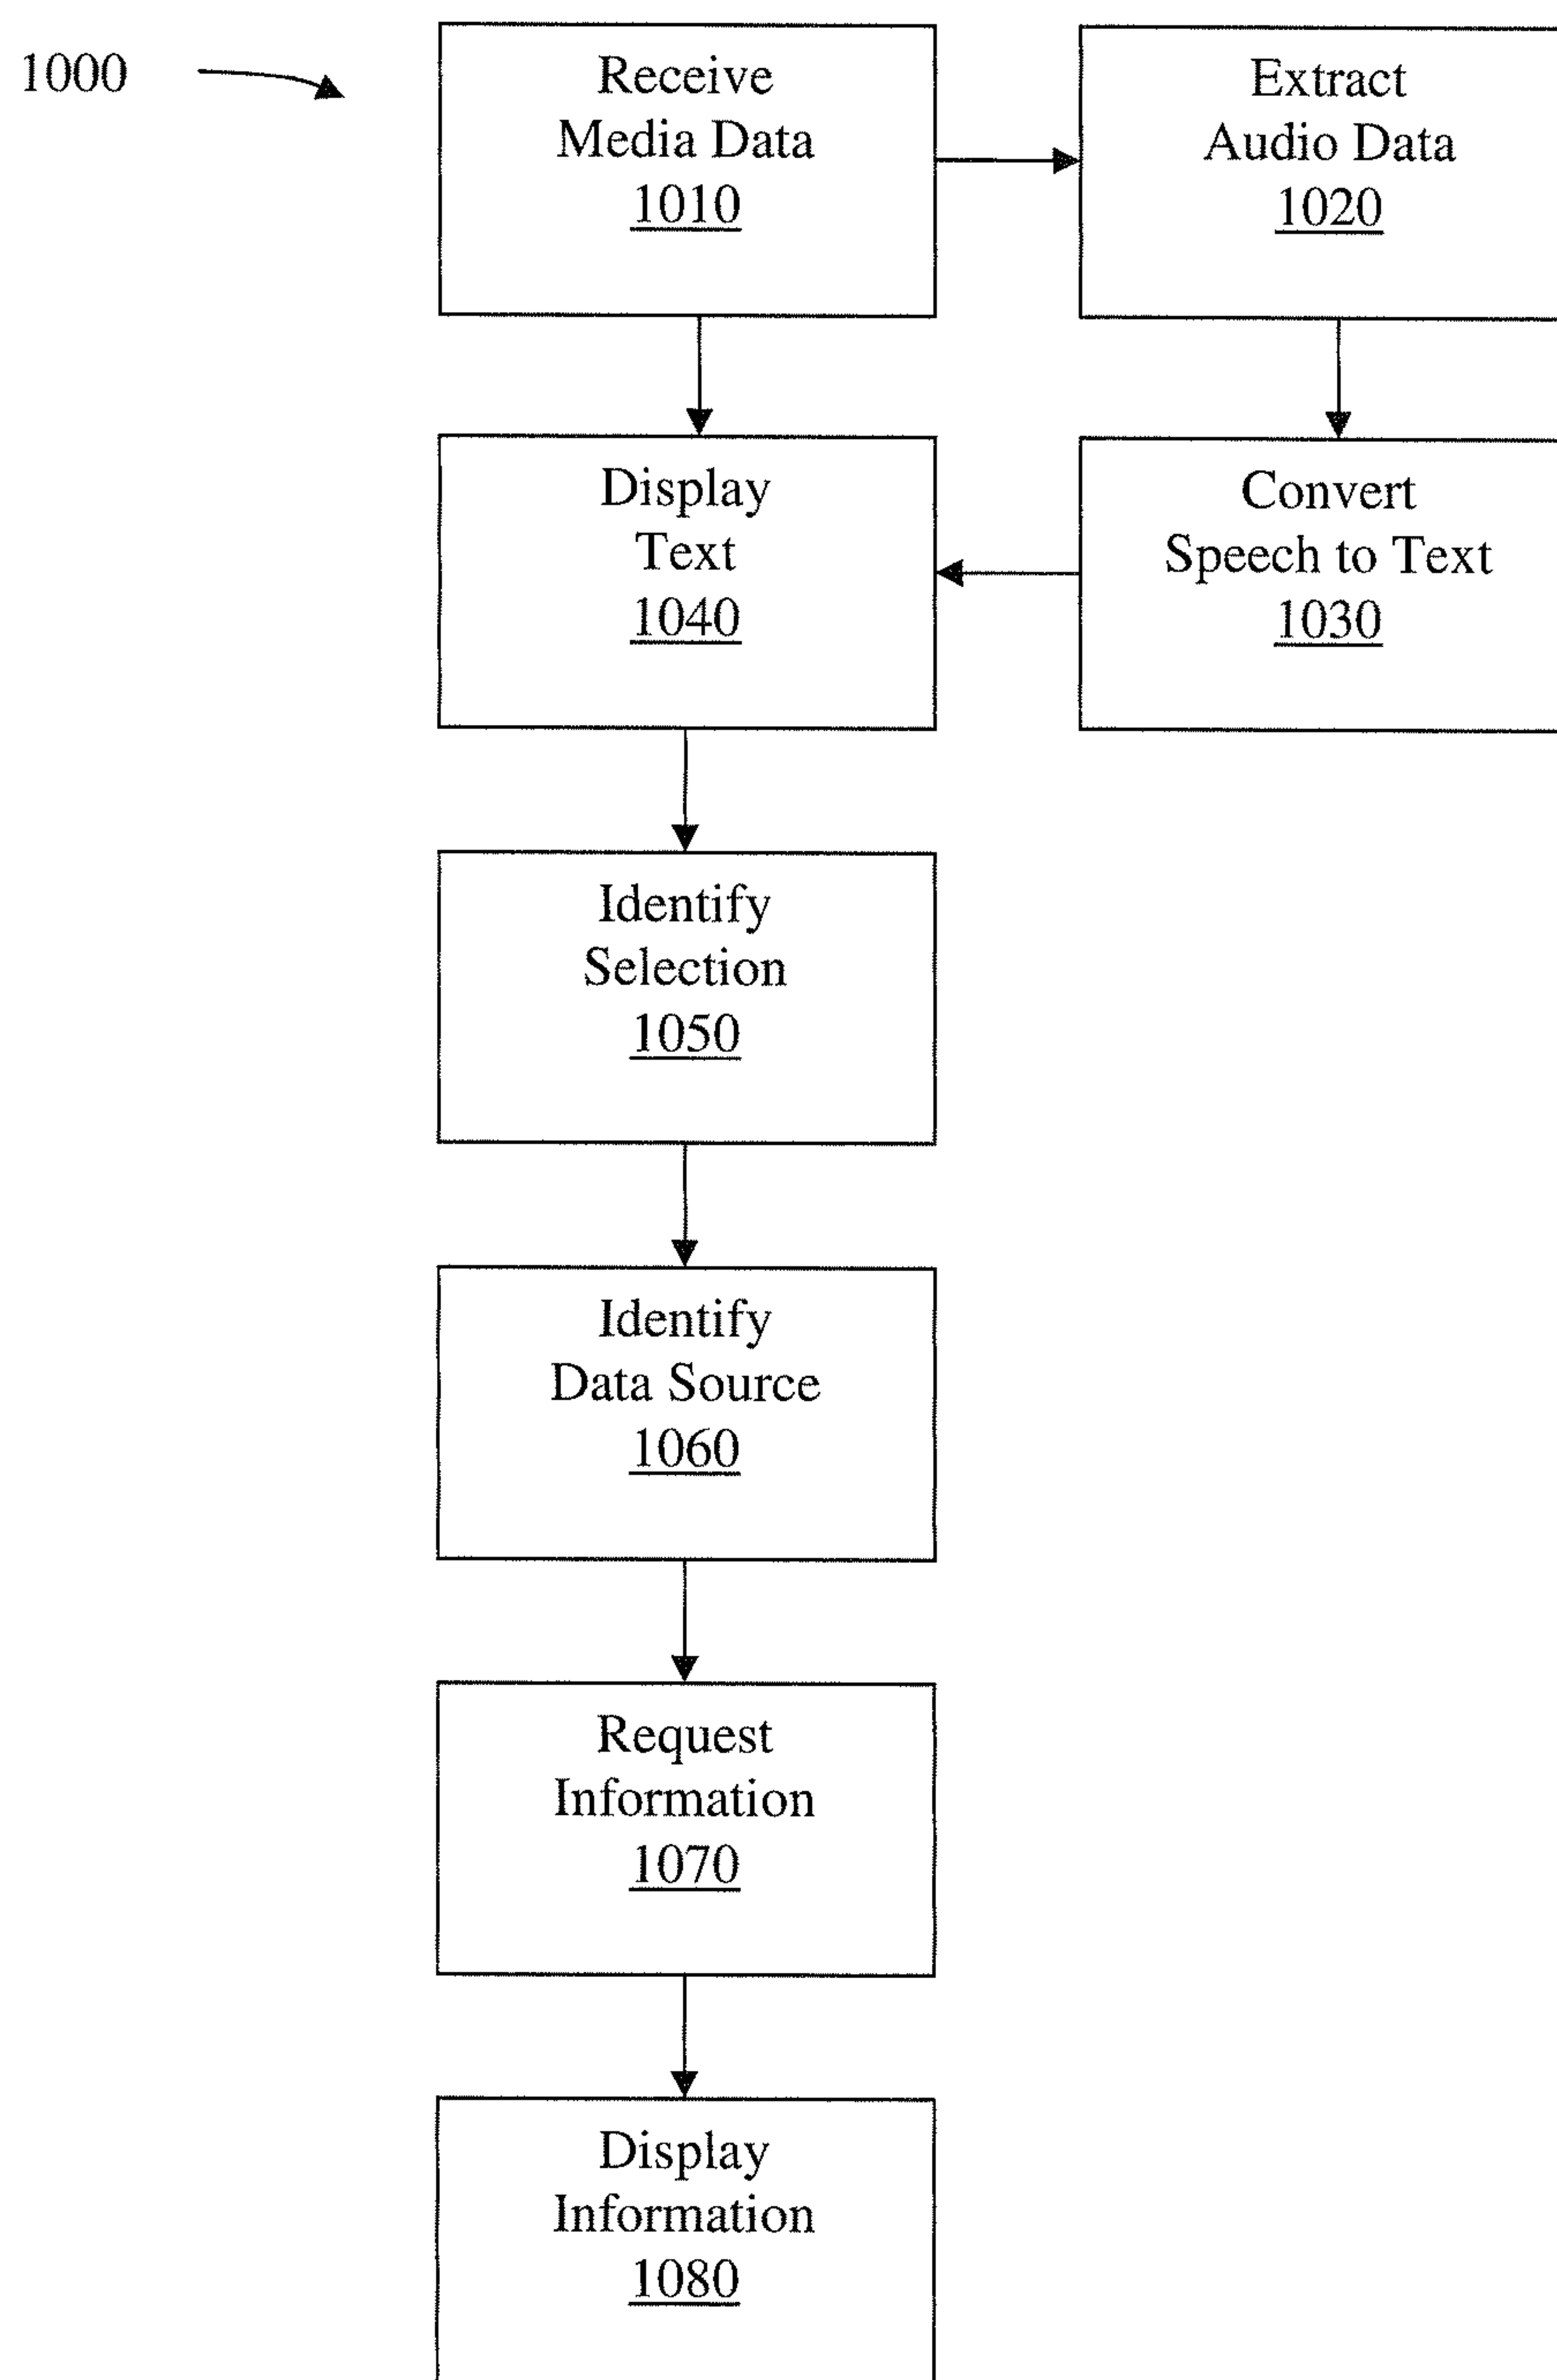 1000
Receive
Media Data
1010
Extract
Audio Data
1020
Display
Text
1040
Convert
Speech to Text
1030
Identify
Selection
1050
Identify
Data Source
1060
Request
Information
1070
Display
Information
1080